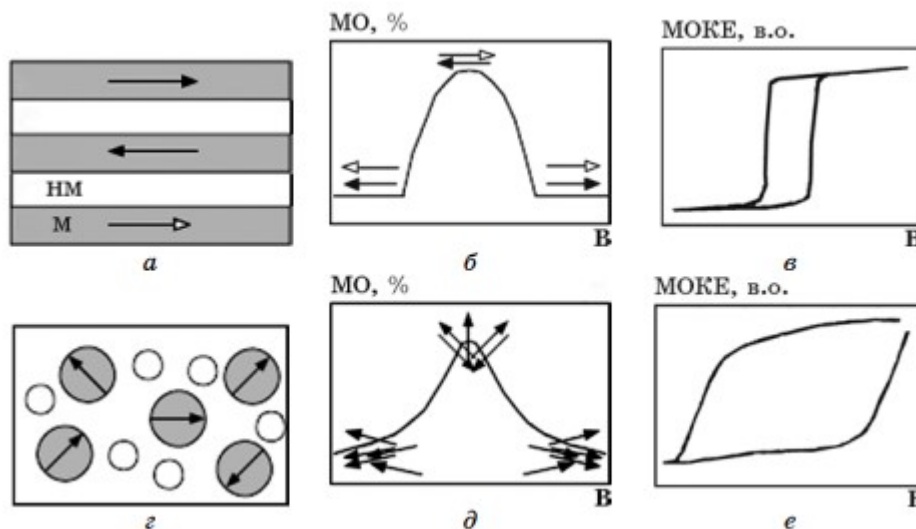 МО, %
МОКЕ, в.о.
НМ
М
B
а
б
в
МО, %
МОКЕ, в.о.
B
г
д
е